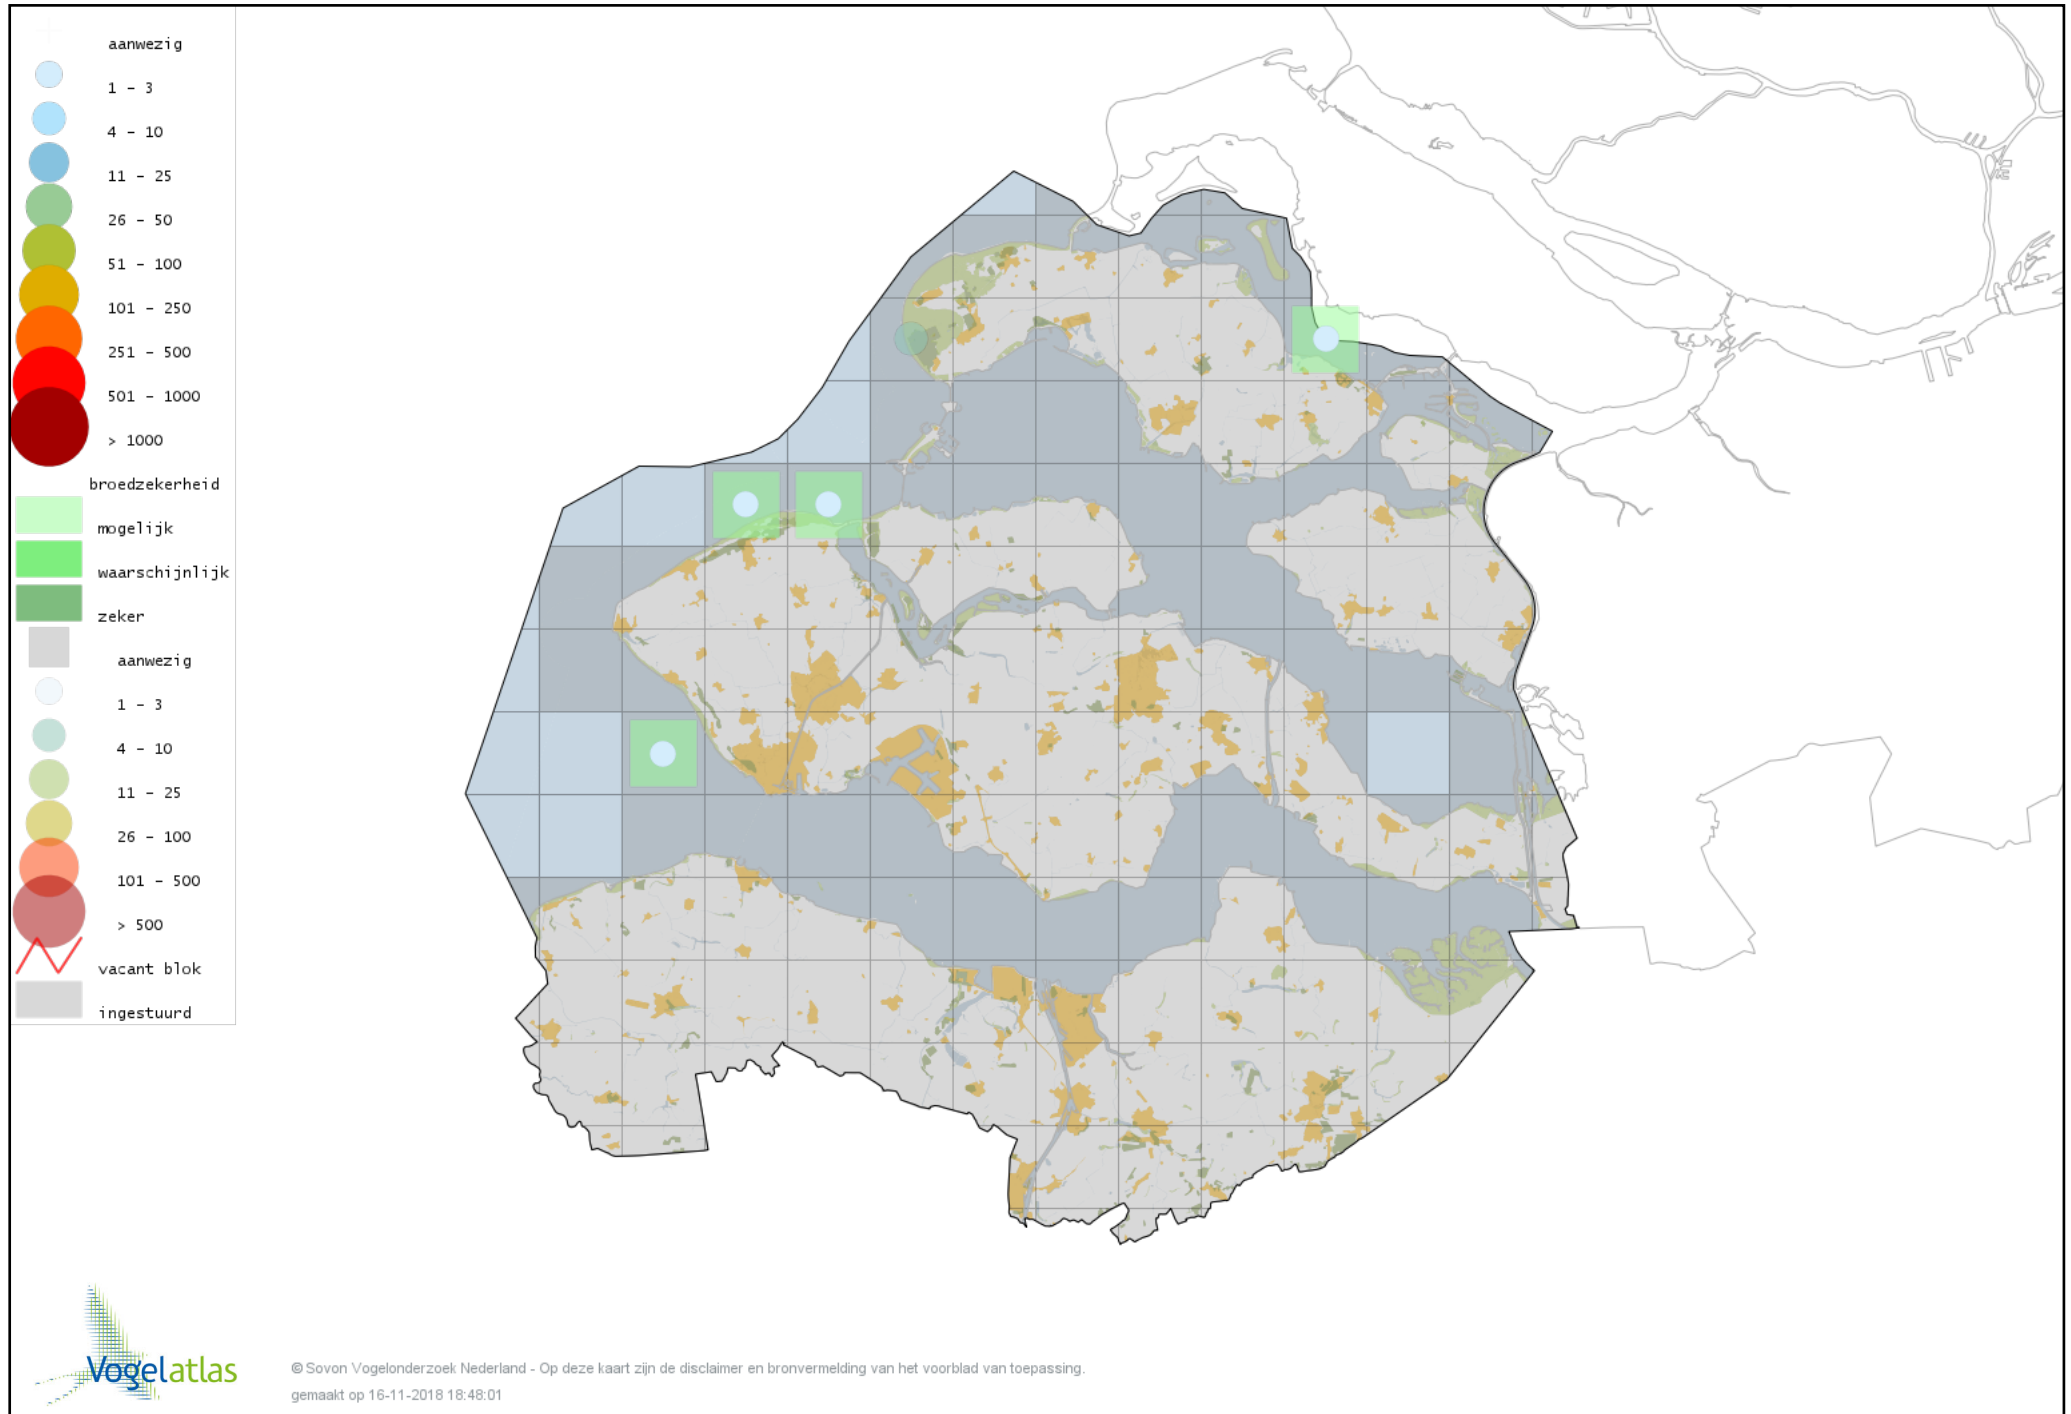 aanwezig
1 - 3
4 - 10
11 - 25
26 - 50
51 - 100
101 - 250
251 - 500
501 - 1000
> 1000
broedzekerheid
mogelijk
waarschijnlijk
zeker
aanwezig
1 - 3
4 - 10
11 - 25
26 - 100
101 - 500
> 500
vacant blok
ingestuurd
Vogelatlas
© Sovon Vogelonderzoek Nederland - Op deze kaart zijn de disclaimer en bronvermelding van het voorblad van toepassing.
gemaakt op 16-11-2018 18:48:01